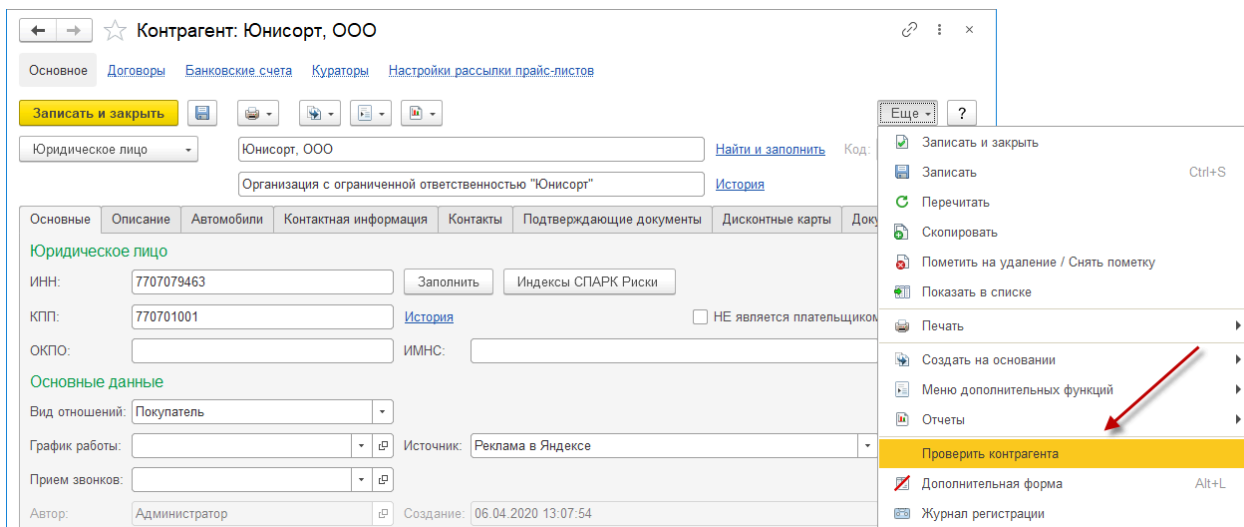 Контрагент: Юнисорт, ООО
Основное Договоры Банковские счета Кураторы Настройки рассылки прайс-листов
Записать и закрыть Еще ?
Юридическое лицо Юнисорт, ООО Найти и заполнить Код:
Организация с ограниченной ответственностью "Юнисорт" История
Основные Описание Автомобили Контактная информация Контакты Подтверждающие документы Дисконтные карты Доку
Юридическое лицо
ИНН: 7707079463 Заполнить Индексы СПАРК Риски
КПП: 770701001 История НЕ является плательщиком
ОКПО: ИМНС:
Основные данные
Вид отношений: Покупатель
График работы: Источник: Реклама в Яндексе
Прием звонков:
Автор: Администратор Создание: 06.04.2020 13:07:54
Записать и закрыть
Записать Ctrl+S
Перечитать
Скопировать
Пометить на удаление / Снять пометку
Показать в списке
Печать
Создать на основании
Меню дополнительных функций
Отчеты
Проверить контрагента
Дополнительная форма Alt+L
Журнал регистрации